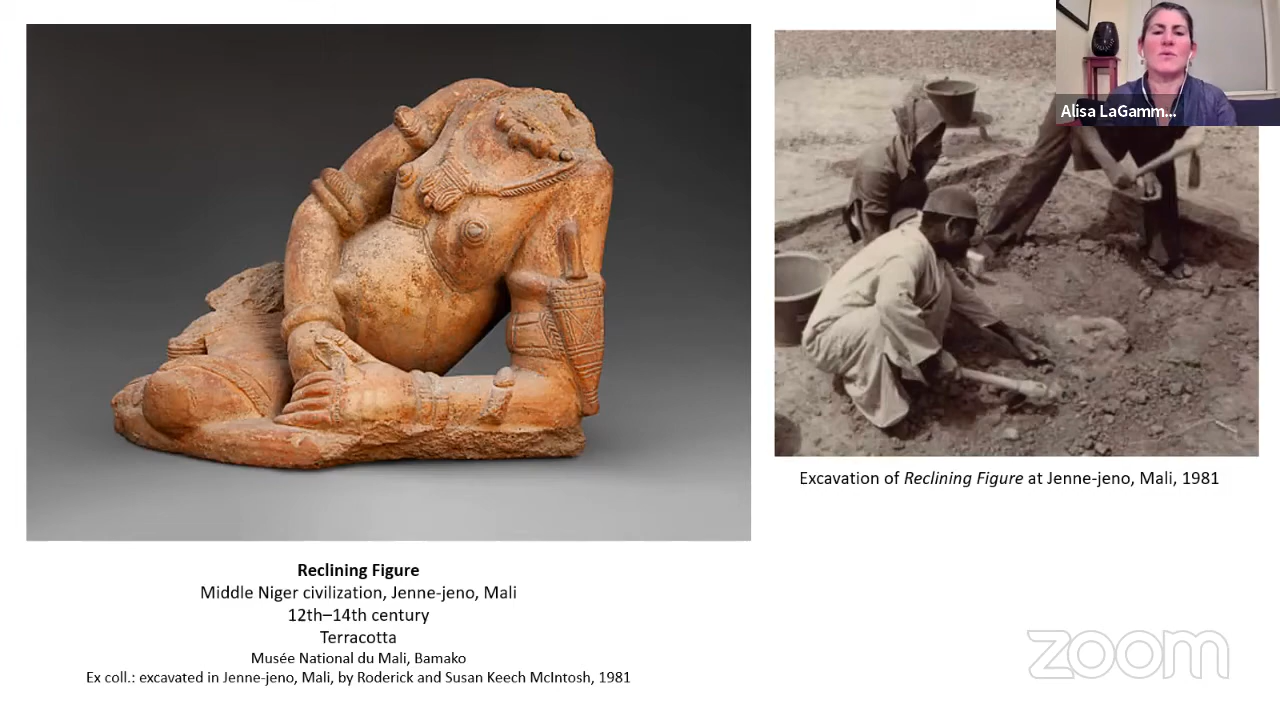 Alisa LaGamm...
Excavation of Reclining Figure at Jenne-jeno, Mali, 1981
Reclining Figure
Middle Niger civilization, Jenne-jeno, Mali
12th–14th century
Terracotta
Musée National du Mali, Bamako
Ex coll.: excavated in Jenne-jeno, Mali, by Roderick and Susan Keech McIntosh, 1981
zoom